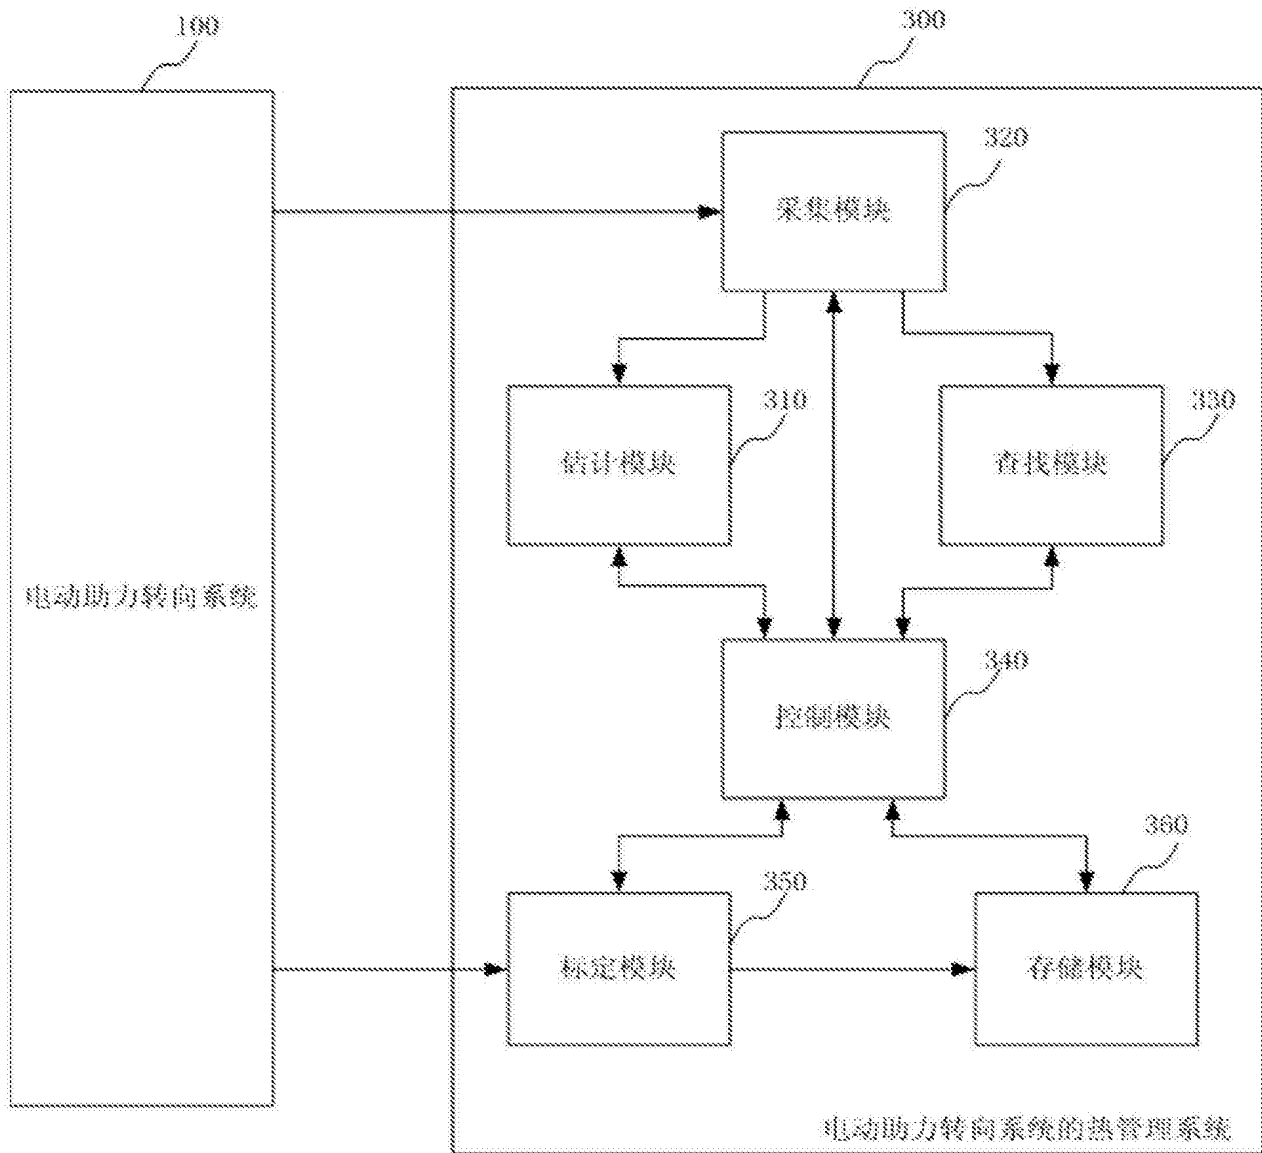 100
300
320
采集模块
310
330
估计模块
查找模块
电动助力转向系统
340
控制模块
360
350
标定模块
存储模块
电动助力转向系统的热管理系统